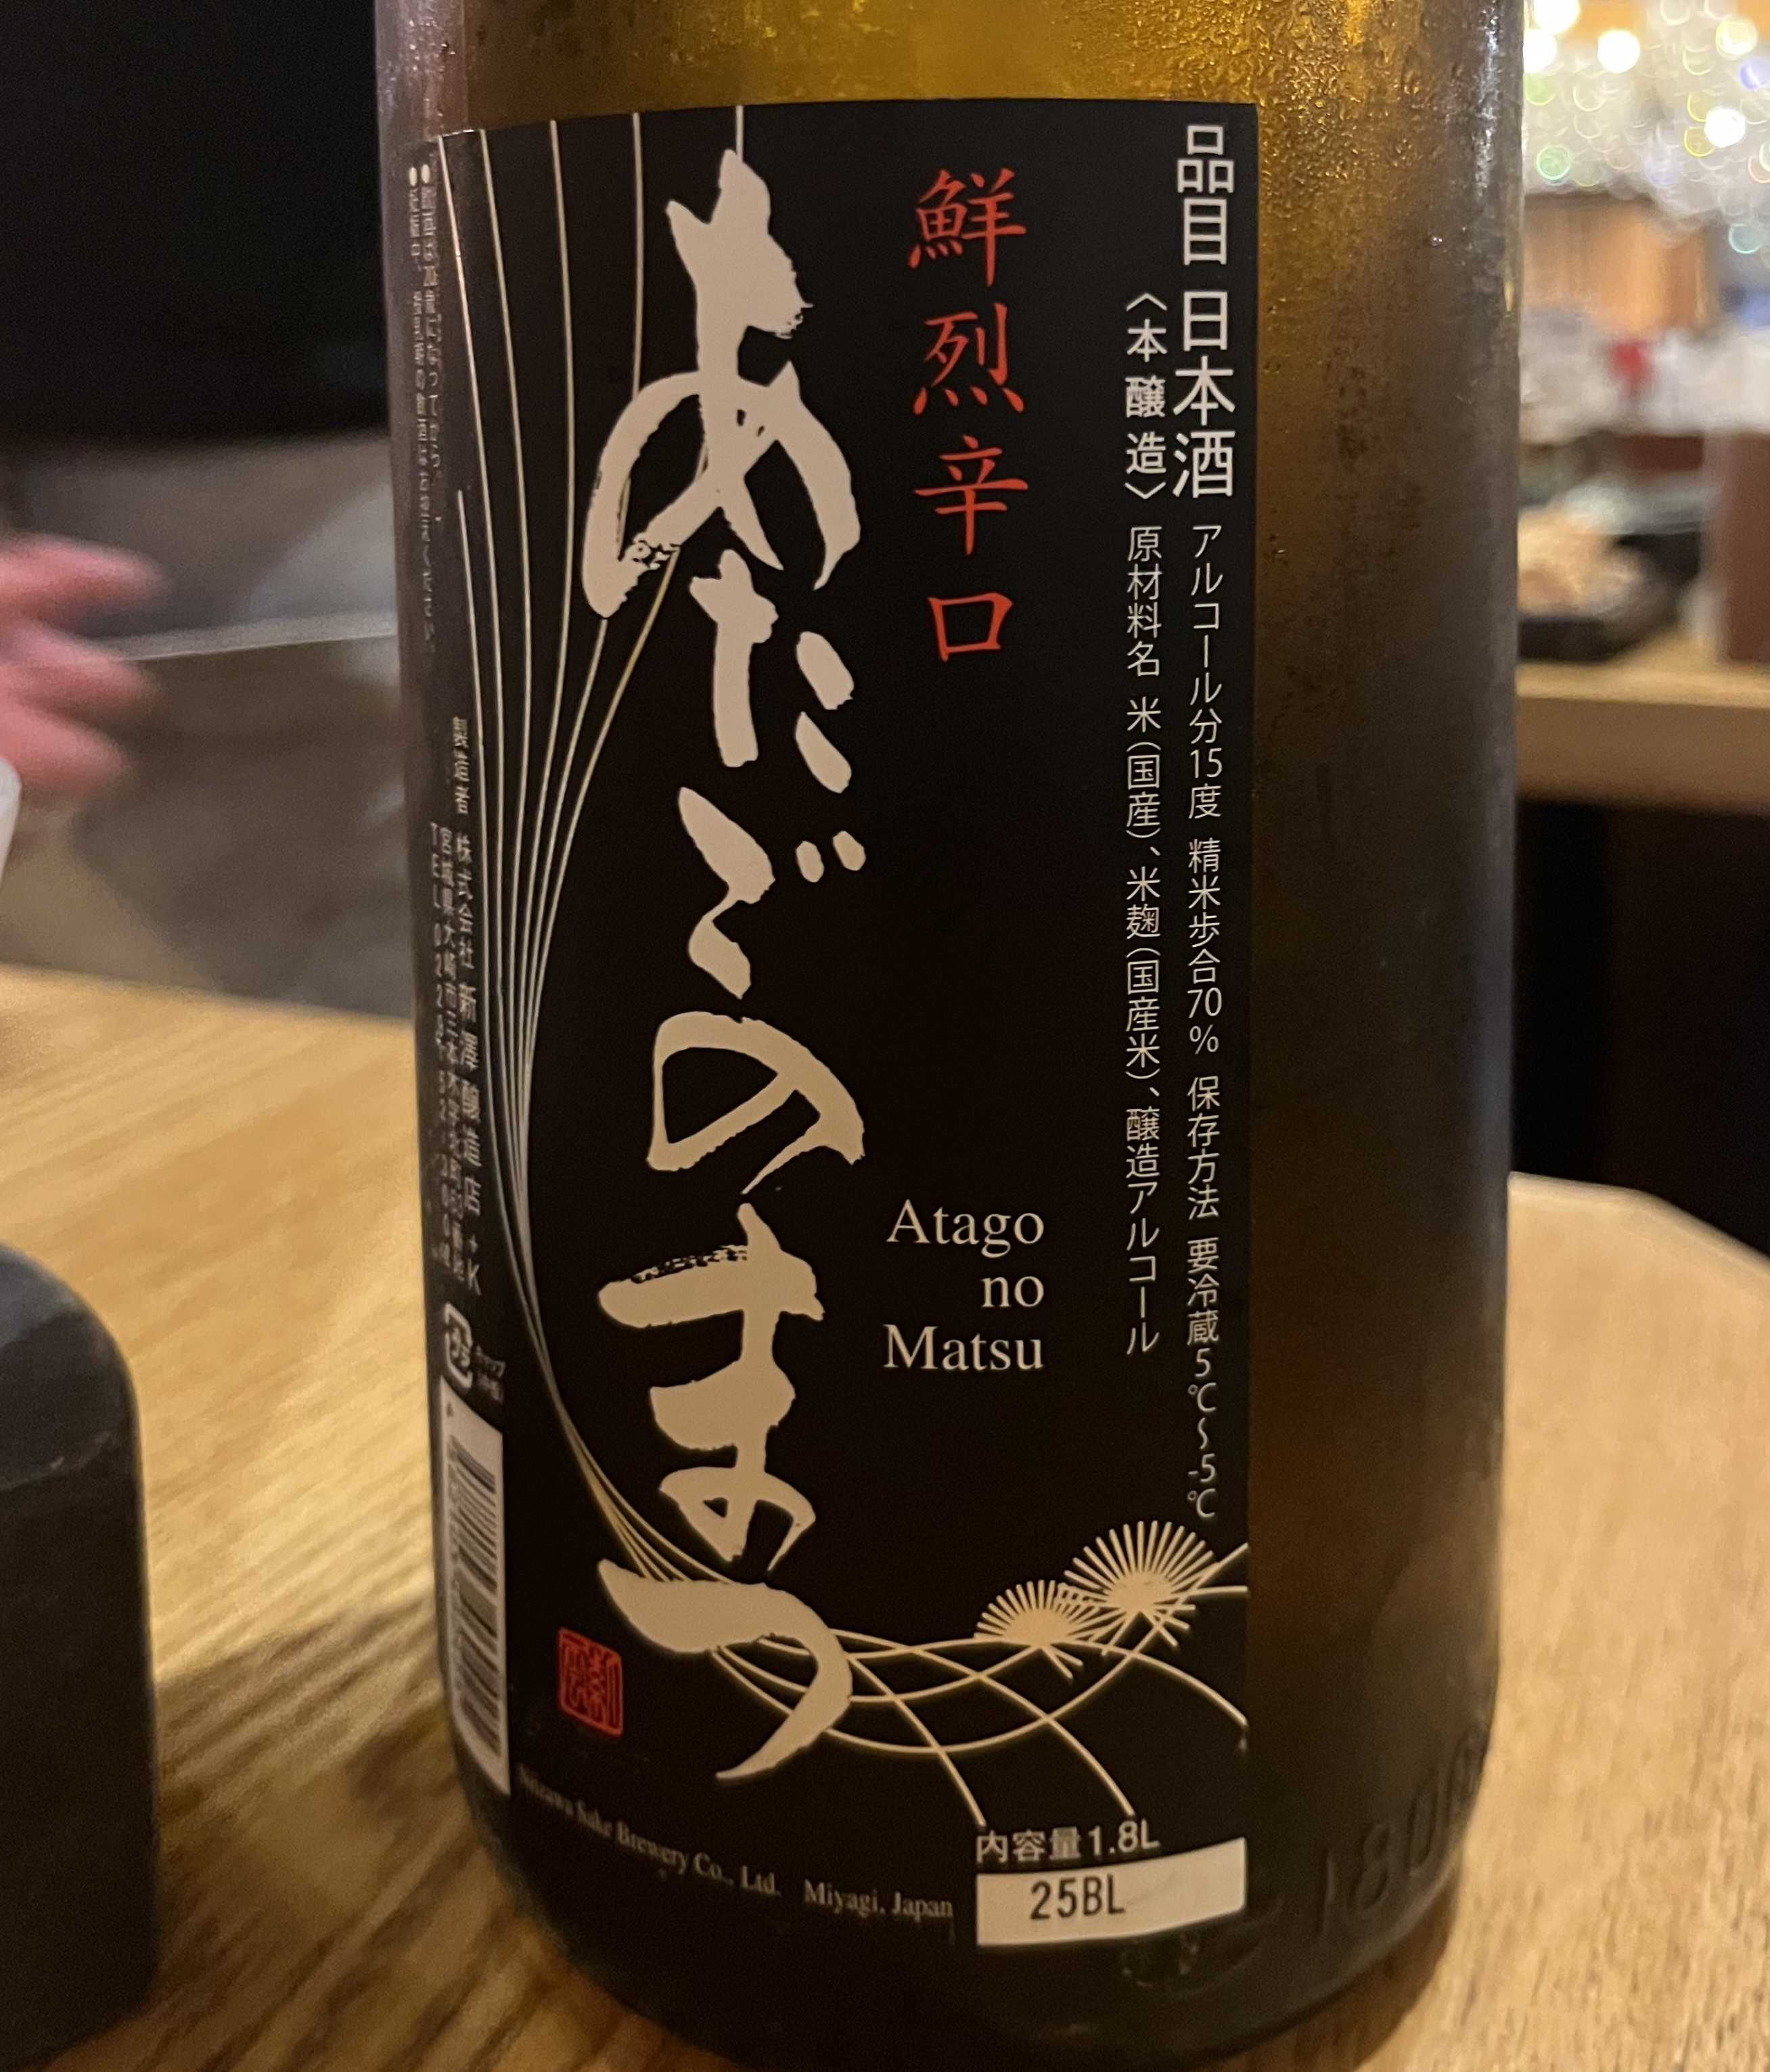 品目 日本酒
〈本醸造〉
アルコール分15度 精米歩合70% 保存方法 要冷蔵5℃～-5℃
原材料名 米(国産)、米麹(国産米)、醸造アルコール
鮮烈辛口
あたごのまつ
Atago
no
Matsu
製造者 株式会社 新澤醸造店
内容量1.8L
25BL
Niizawa Sake Brewery Co., Ltd. Miyagi, Japan